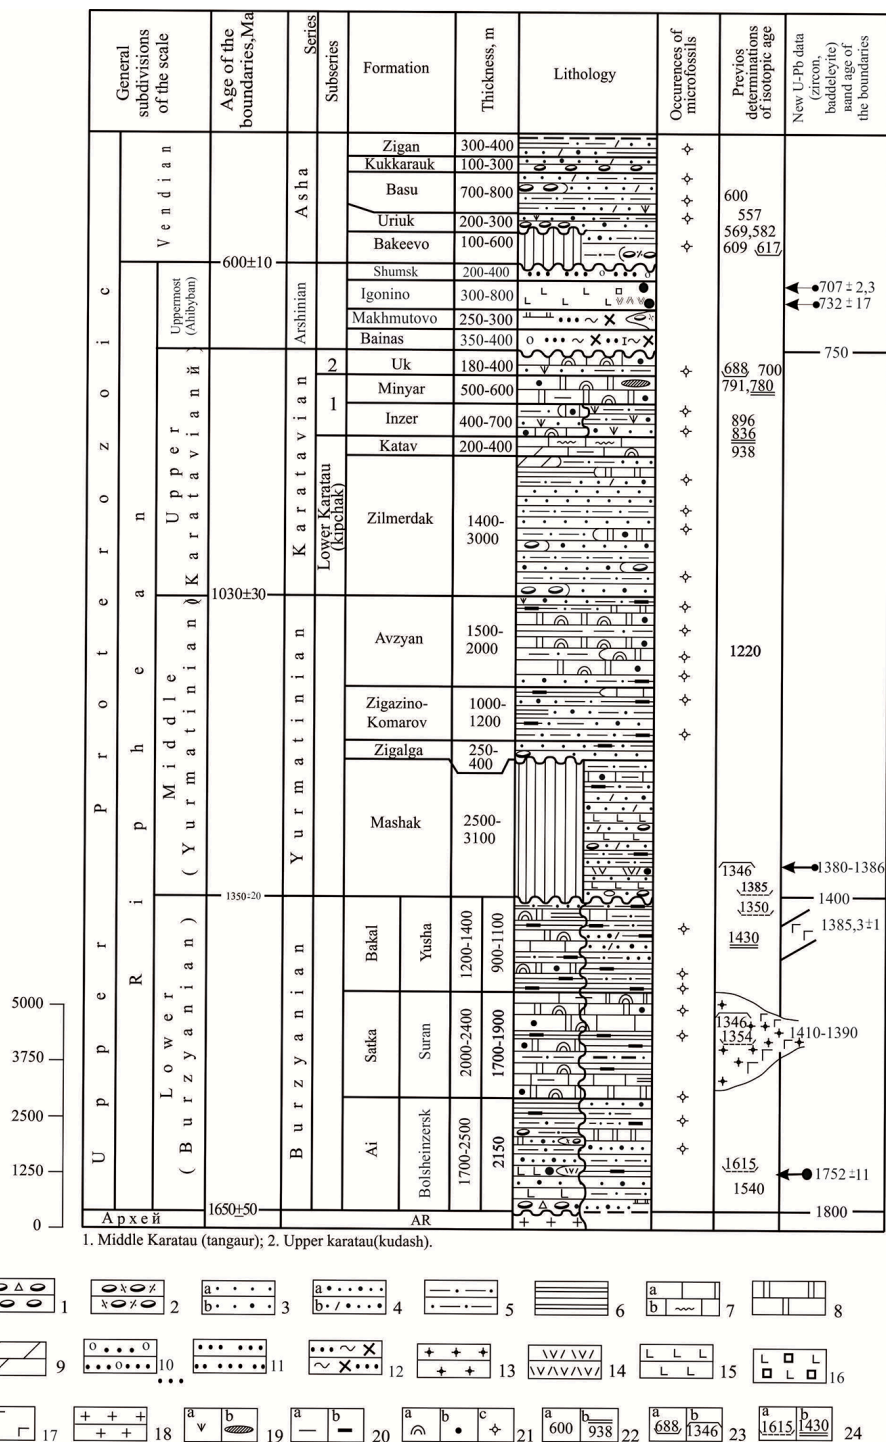 General
subdivisions
of the scale
Age of the
boundaries,Ma
Series
Subseries
Formation
Thickness, m
Lithology
Occurences of
microfossils
Previos
determinations
of isotopic age
New U-Pb data
(zircon,
baddeleyite)
вand age of
the boundaries
Upper Proterozoic
Riphean
Vendian
Asha
Zigan 300-400
Kukkarauk 100-300
Basu 700-800
600
Uriuk 200-300
557
569,582
Bakeevo 100-600
609 617
600±10
Uppermost
(Ahibyban)
Arshinian
Shumsk 200-400
Igonino 300-800
707 ± 2,3
732 ± 17
Makhmutovo 250-300
Bainas 350-400
750
Upper
(Karatavianй)
Karatavian
2
Uk 180-400
688 700
1
Minyar 500-600
791,780
Inzer 400-700
896
836
Katav 200-400
938
Lower Karatau
(kipchak)
Zilmerdak
1400-
3000
1030±30
Middle
(Yurmatinian)
Yurmatinian
Avzyan
1500-
2000
1220
Zigazino-
Komarov
1000-
1200
Zigalga
250-
400
Mashak
2500-
3100
1346
1380-1386
1385
1350±20
1400
1350
Lower
(Burzyanian)
Burzyanian
Bakal
Yusha
1200-1400
900-1100
1430
1385,3±1
Satka
Suran
2000-2400
1700-1900
1346
1354
1410-1390
Ai
Bolsheinzersk
1700-2500
2150
1615
1752 ±11
1540
1650±50
1800
Архей
AR
5000
3750
2500
1250
0
1. Middle Karatau (tangaur); 2. Upper karatau(kudash).
1
2
a
b
3
a
b
4
5
6
a
b
7
8
9
10
11
12
13
14
15
16
17
18
a b 19
a b 20
a b c 21
a b 600 938 22
a b 688 1346 23
a b 1615 1430 24